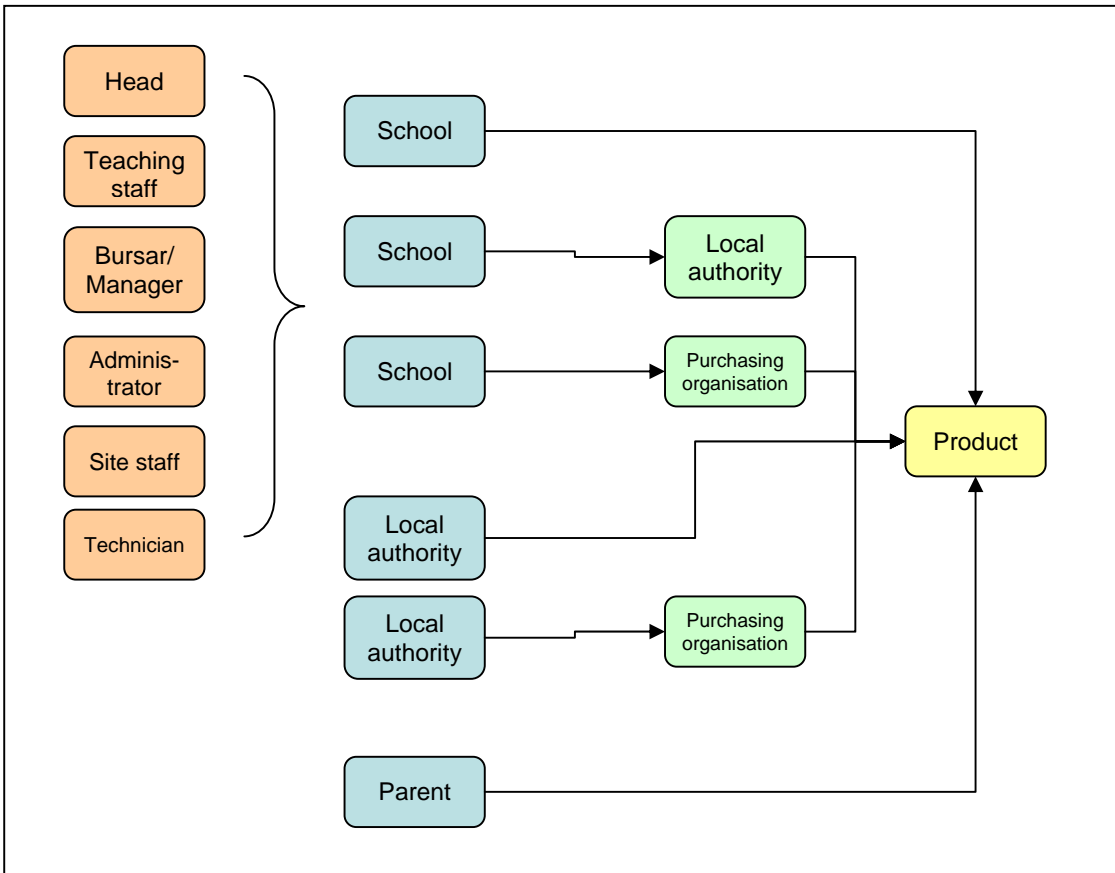 Head
Teaching
staff
Bursar/
Manager
Adminis-
trator
Site staff
Technician
School
School
School
Local
authority
Local
authority
Parent
Local
authority
Purchasing
organisation
Purchasing
organisation
Product